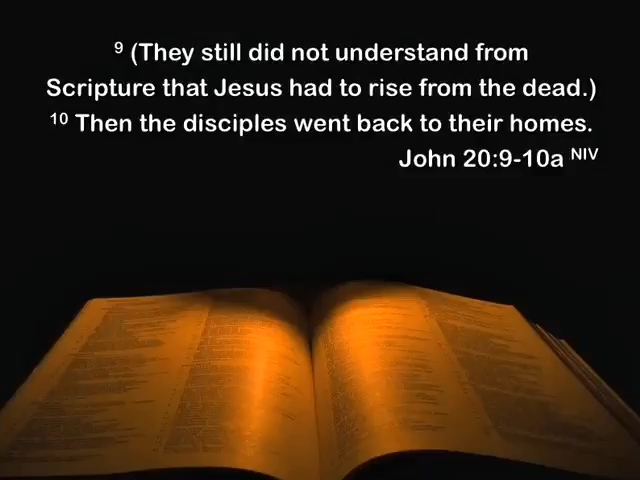 ⁹ (They still did not understand from
Scripture that Jesus had to rise from the dead.)
¹⁰ Then the disciples went back to their homes.
John 20:9-10a ᴺᴵⱽ